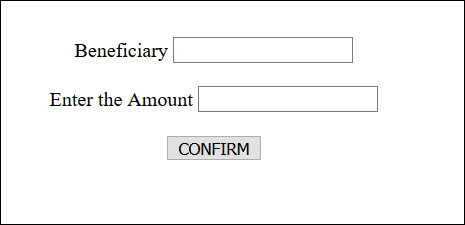 Beneficiary
Enter the Amount
CONFIRM